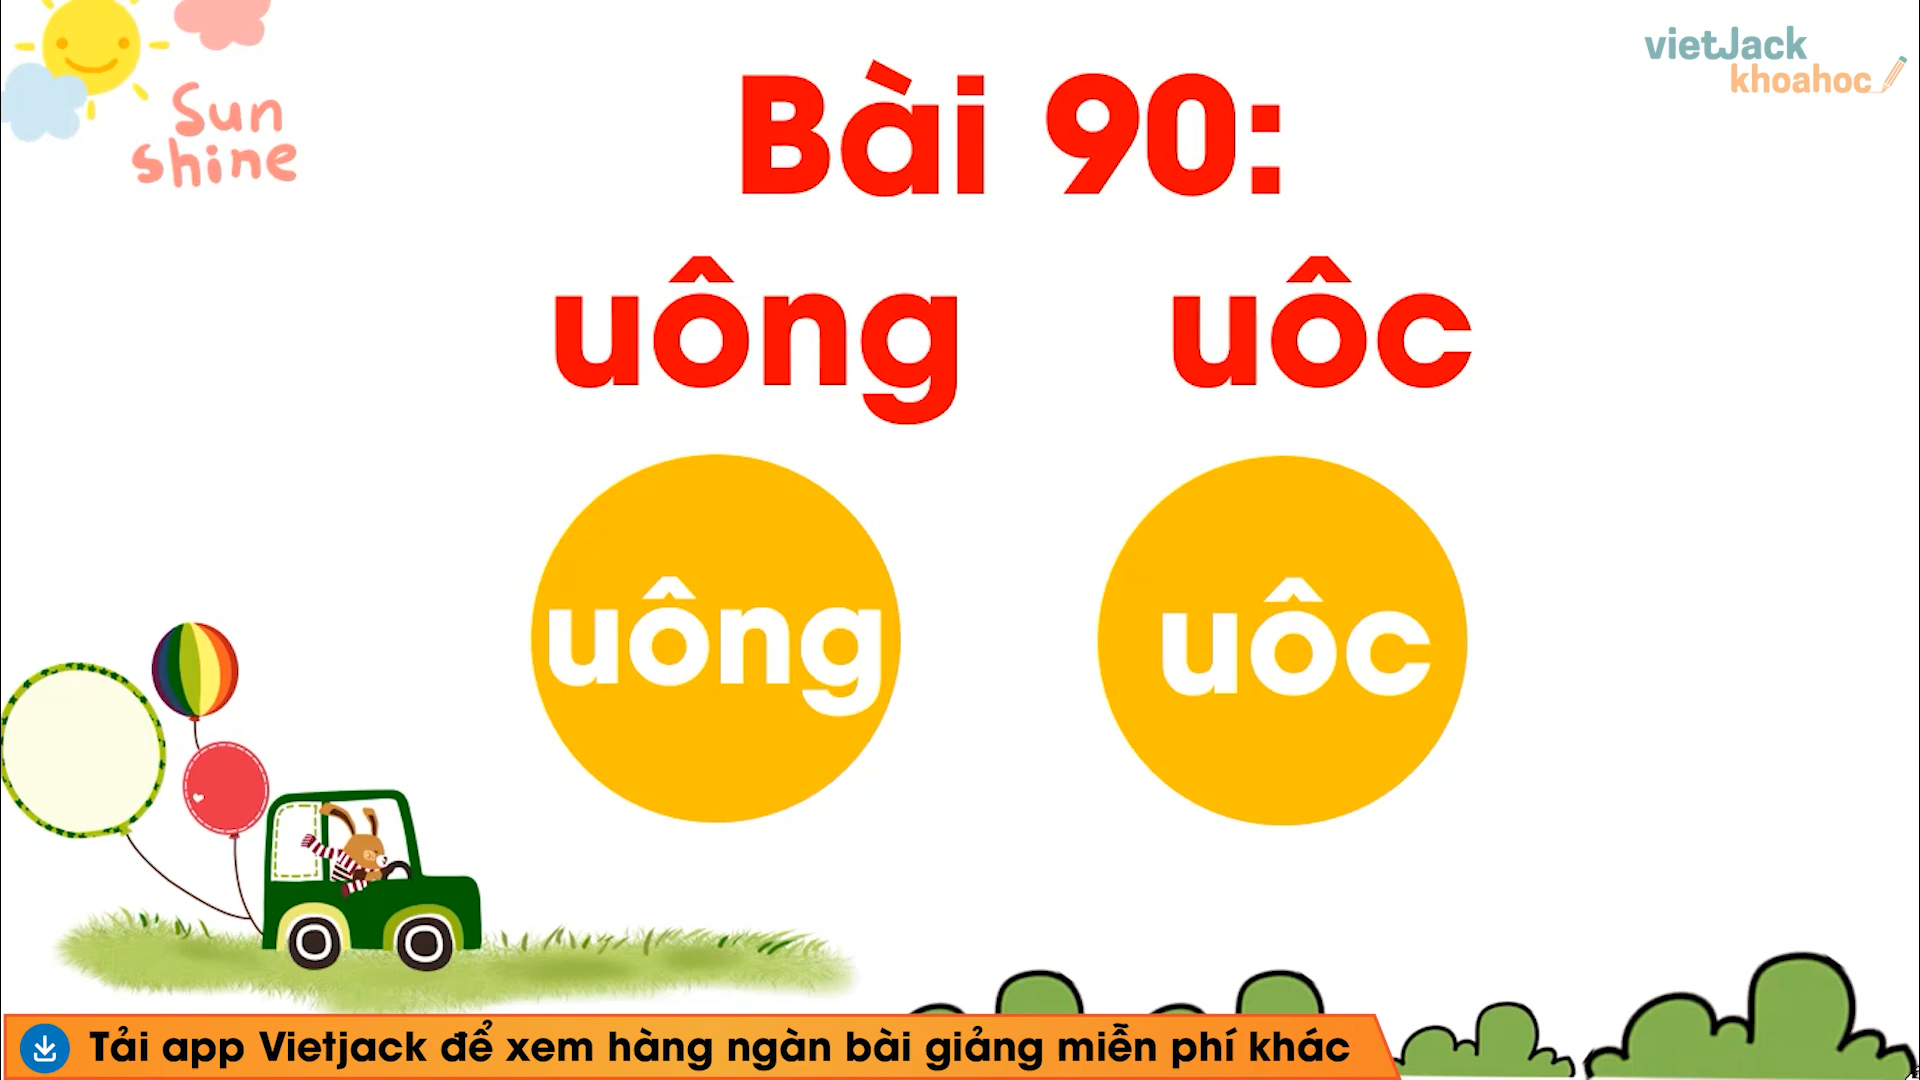 Sun
shine
vietJack
khoahoc
Bài 90:
uông uôc
uông uôc
Tải app Vietjack để xem hàng ngàn bài giảng miễn phí khác